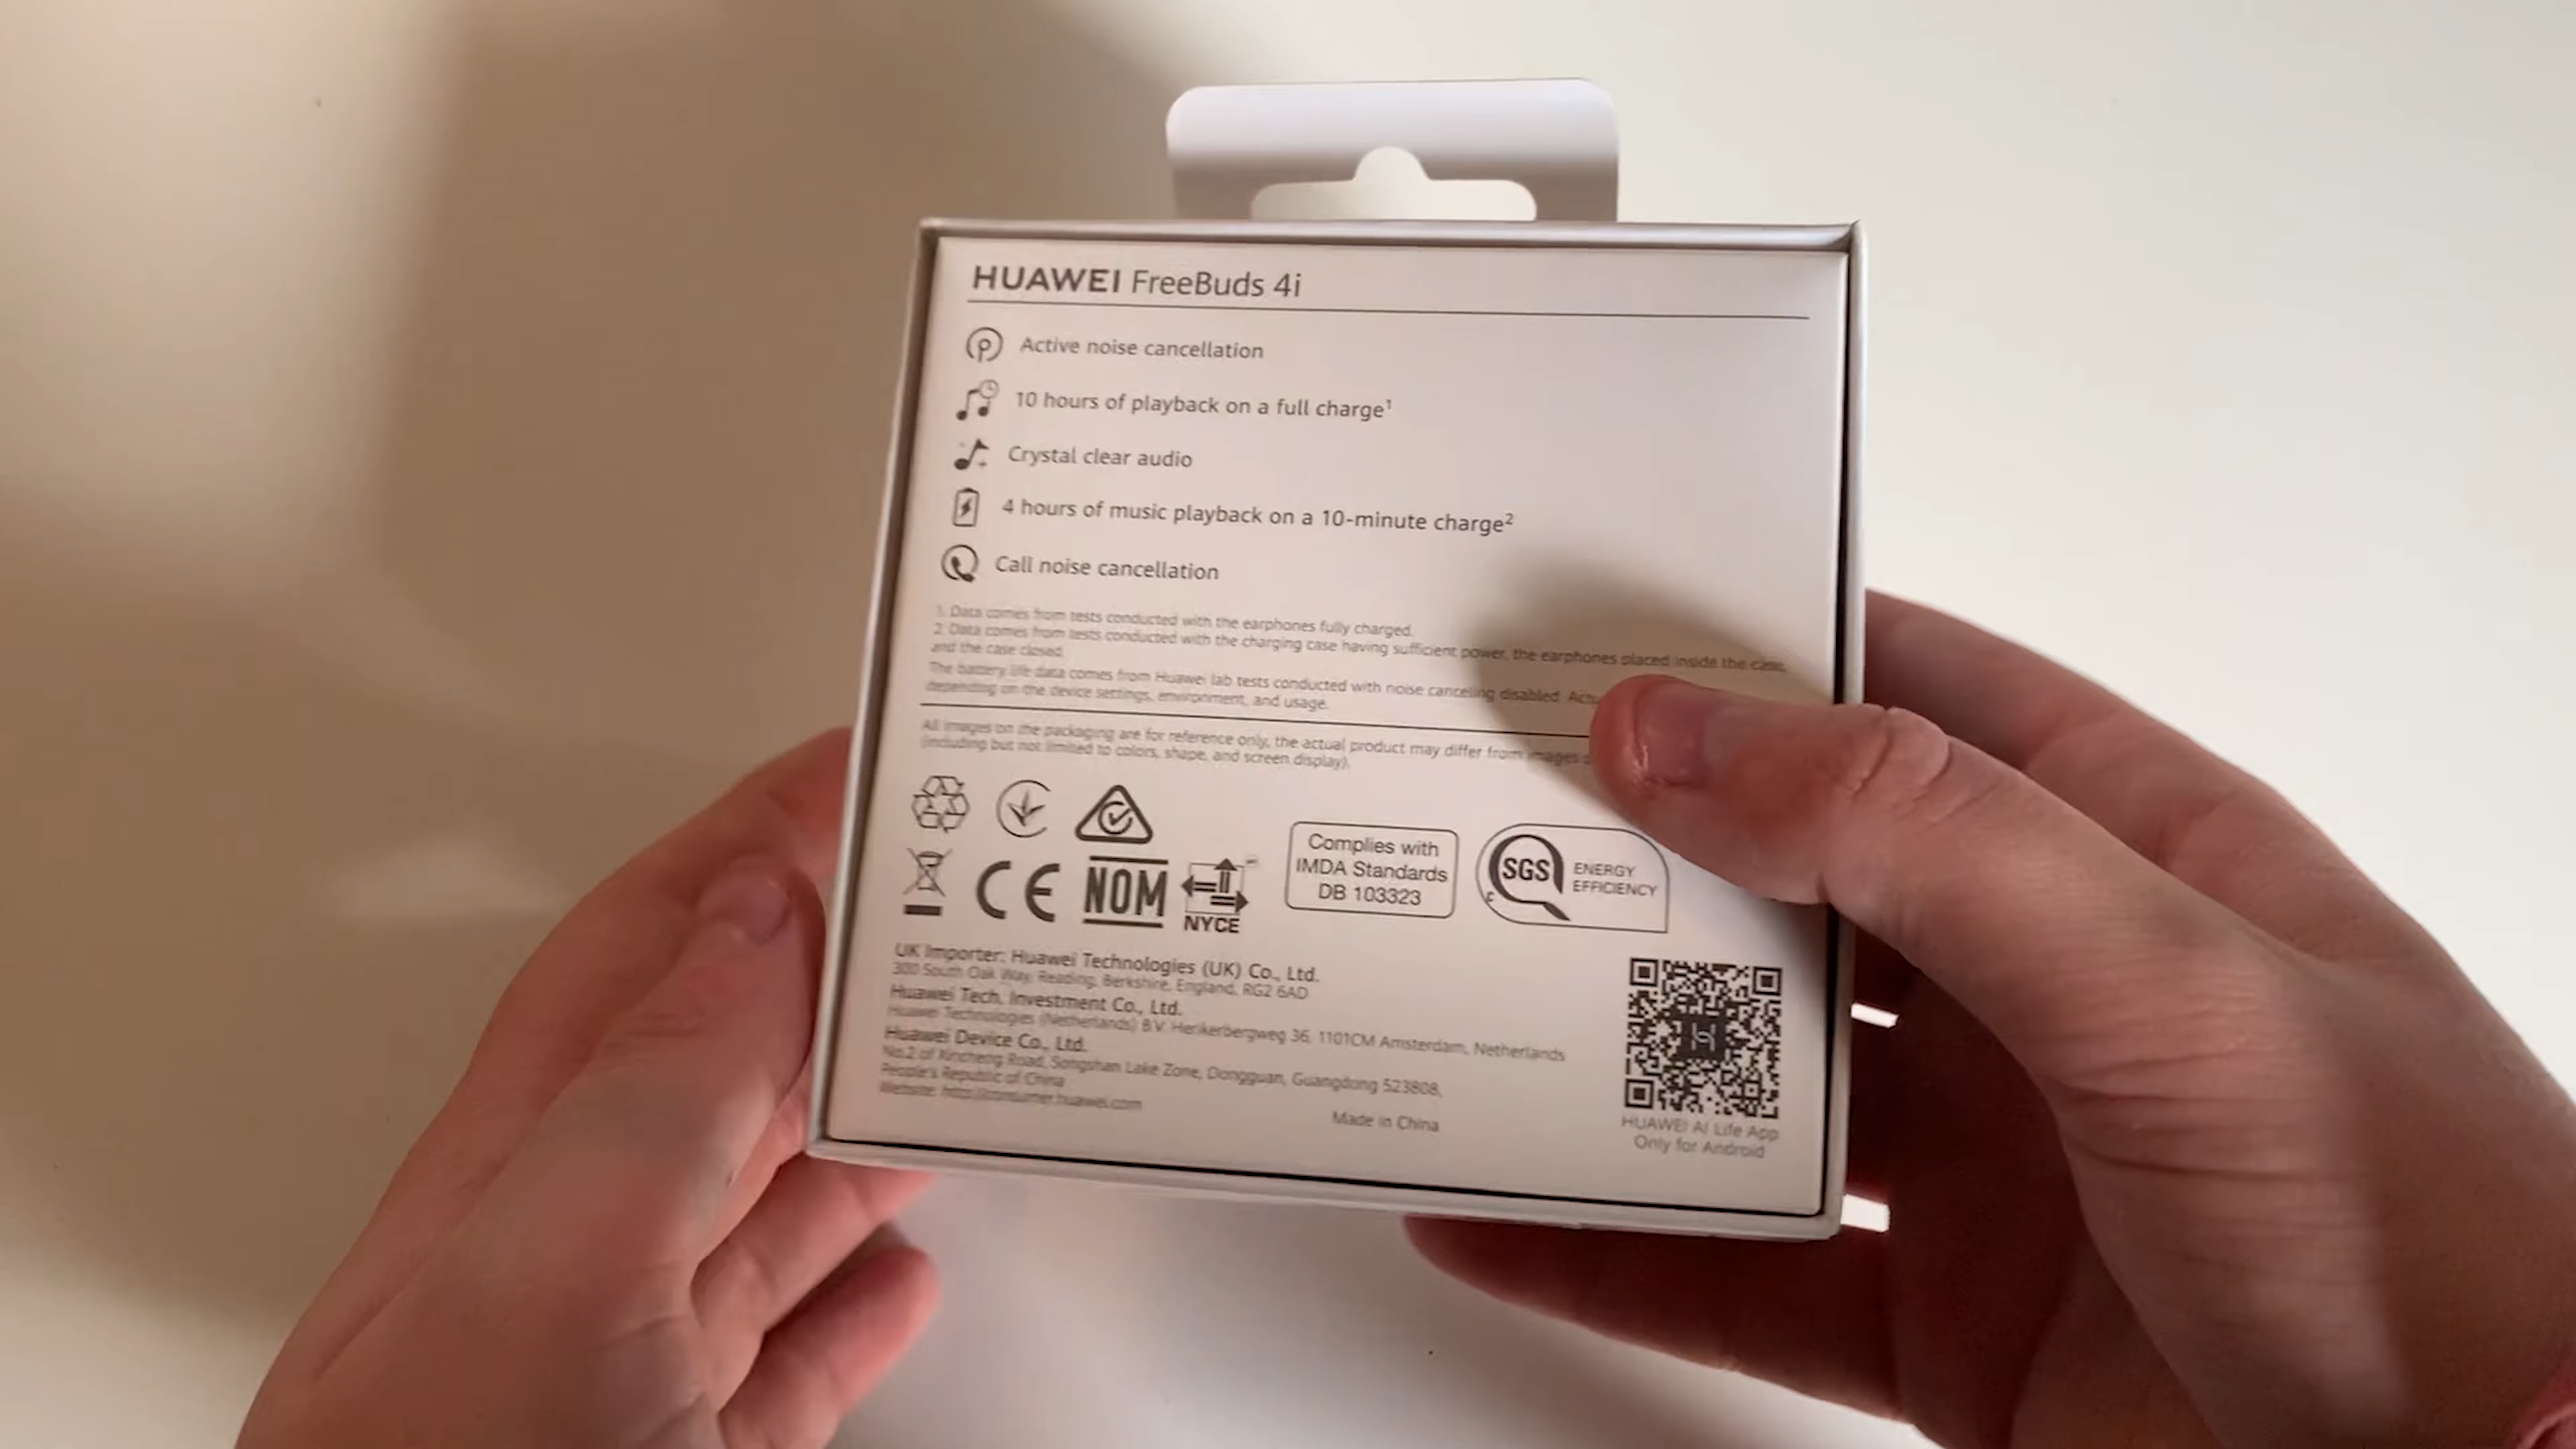 HUAWEI FreeBuds 4i
Active noise cancellation
10 hours of playback on a full charge¹
Crystal clear audio
4 hours of music playback on a 10-minute charge²
Call noise cancellation
1. Data comes from tests conducted with the earphones fully charged.
2. Data comes from tests conducted with the charging case having sufficient power, the earphones placed inside the case,
and the case closed.
The battery life data comes from Huawei lab tests conducted with noise canceling disabled.
depending on the device settings, environment, and usage.
All images on the packaging are for reference only, the actual product may differ from images
(including but not limited to colors, shape, and screen display).
CE
NOM
NYCE
Complies with
IMDA Standards
DB 103323
SGS
ENERGY
EFFICIENCY
UK Importer: Huawei Technologies (UK) Co., Ltd.
300 South Oak Way, Reading, Berkshire, England, RG2 6AD
Huawei Tech. Investment Co., Ltd.
Huawei Technologies (Netherlands) B.V. Herikerbergweg 36, 1101CM Amsterdam, Netherlands
Huawei Device Co., Ltd.
No.2 of Xincheng Road, Songshan Lake Zone, Dongguan, Guangdong 523808,
People's Republic of China
Website: http://consumer.huawei.com
Made in China
HUAWEI AI Life App
Only for Android